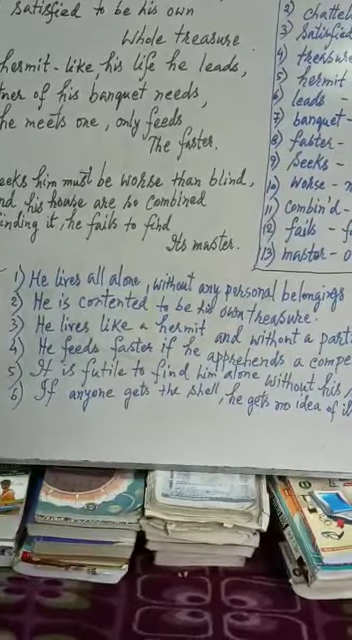 satisfied to be his own
Whole treasure
hermit-like, his life he leads,
ner of his banquet needs,
he meets one, only feeds
The faster.
eeks him must be worse than blind,
nd his house are so combined
inding it, he fails to find
Its master.
2) chattel
3) Satisfied
4) treasure
5) hermit
6) leads -
7) banquet -
8) faster -
9) Seeks -
10) worse -
11) combin'd -
12) fails - f
13) master - o
1) He lives all alone, without any personal belongings
2) He is contented to be his own treasure.
3) He lives like a hermit and without a part
4) He feeds faster if he apprehends a compe
5) It is futile to find him alone without his
6) If anyone gets the shell, he gets no idea of it